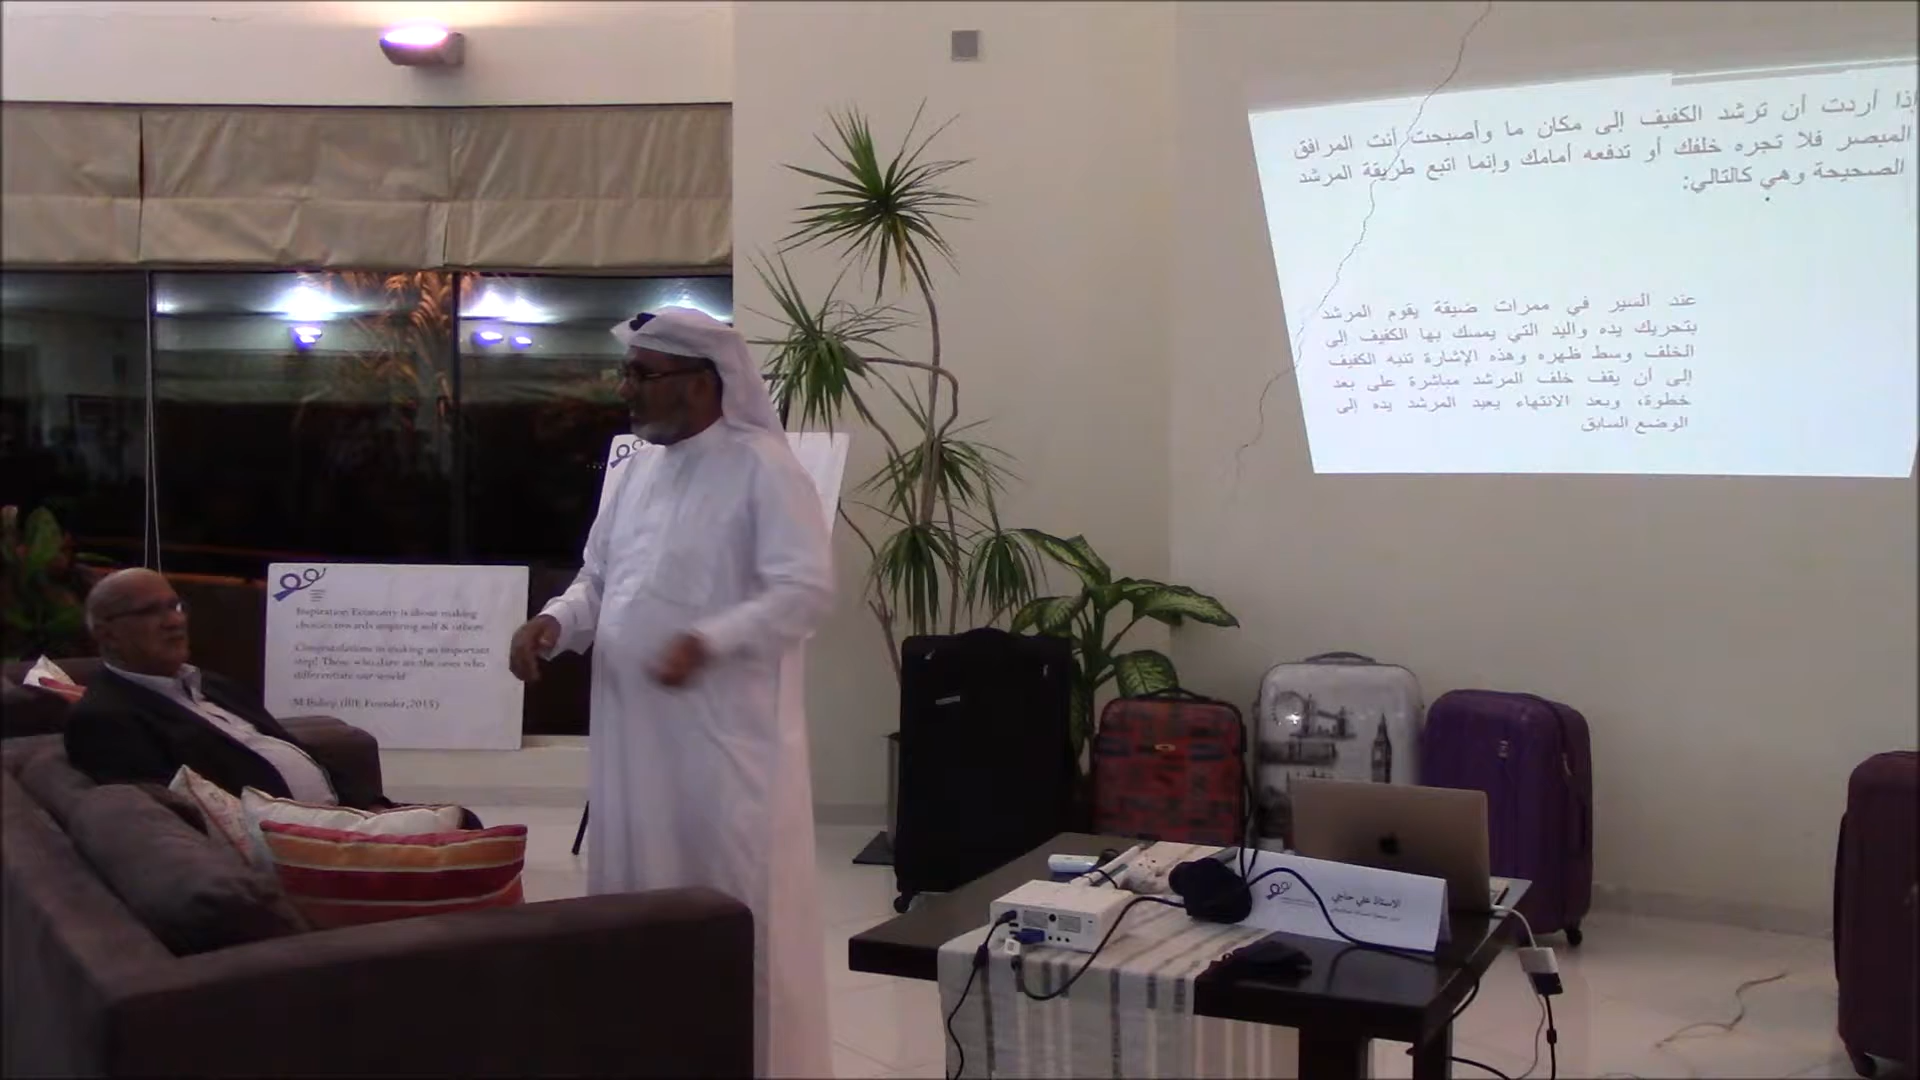 إذا أردت أن ترشد الكفيف إلى مكان ما وأصبحت أنت المرافق
المبصر فلا تجره خلفك أو تدفعه أمامك وإنما اتبع طريقة المرشد
الصحيحة وهي كالتالي:
عند السير في ممرات ضيقة يقوم المرشد
بتحريك يده واليد التي يمسك بها الكفيف إلى
الخلف وسط ظهره وهذه الإشارة تنبه الكفيف
إلى أن يقف خلف المرشد مباشرة على بعد
خطوة، وبعد الانتهاء يعيد المرشد يده إلى
الوضع السابق
Inspiration Economy is about making
choices towards inspiring self & others
Congratulations in making an important
step! Those who dare are the ones who
differentiate our world
(IIIE Founder, 2015)
الاستاذ علي حاجي